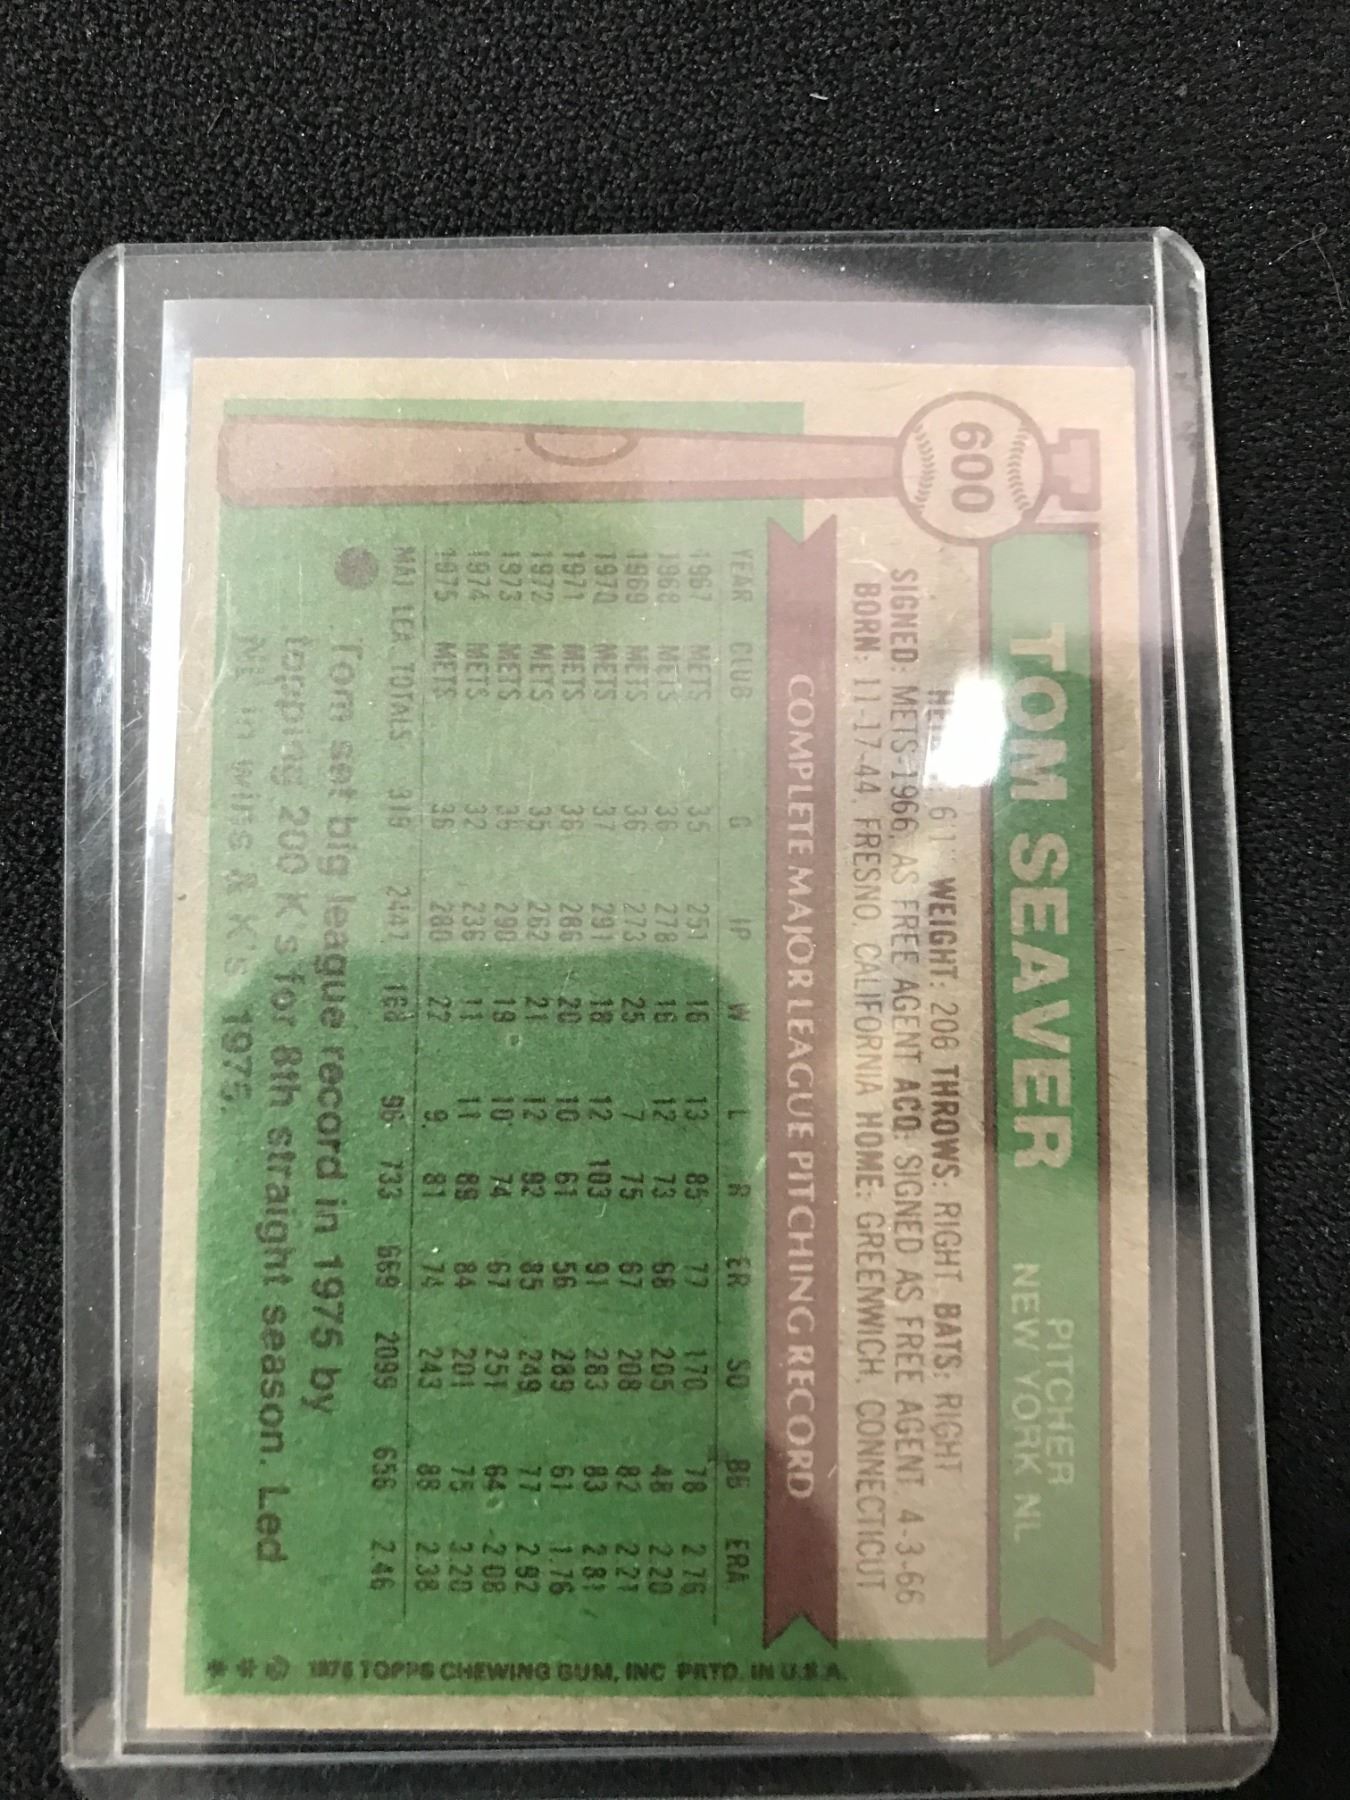 600
TOM SEAVER
PITCHER
NEW YORK NL
HEIGHT: 6'1" WEIGHT: 206 THROWS: RIGHT BATS: RIGHT
SIGNED: METS-1966, AS FREE AGENT ACQ: SIGNED AS FREE AGENT, 4-3-66
BORN: 11-17-44, FRESNO, CALIFORNIA HOME: GREENWICH, CONNECTICUT
COMPLETE MAJOR LEAGUE PITCHING RECORD
YEAR CLUB G IP W L R ER SO BB ERA
1967 METS 35 251 16 13 85 77 170 78 2.76
1968 METS 36 278 16 12 73 68 205 48 2.20
1969 METS 36 273 25 7 75 67 208 82 2.21
1970 METS 37 291 18 12 103 91 283 83 2.81
1971 METS 36 286 20 10 61 56 289 61 1.76
1972 METS 35 262 21 12 92 85 249 77 2.92
1973 METS 36 290 19 10 74 67 251 64 2.08
1974 METS 32 236 11 11 89 84 201 75 3.20
1975 METS 36 280 22 9 81 74 243 88 2.38
MAJ. LEA. TOTALS 319 2447 168 96 733 669 2099 656 2.46
Tom set big league record in 1975 by
topping 200 K's for 8th straight season. Led
NL in wins & K's 1975.
** © 1976 TOPPS CHEWING GUM, INC PRTD. IN U.S.A.